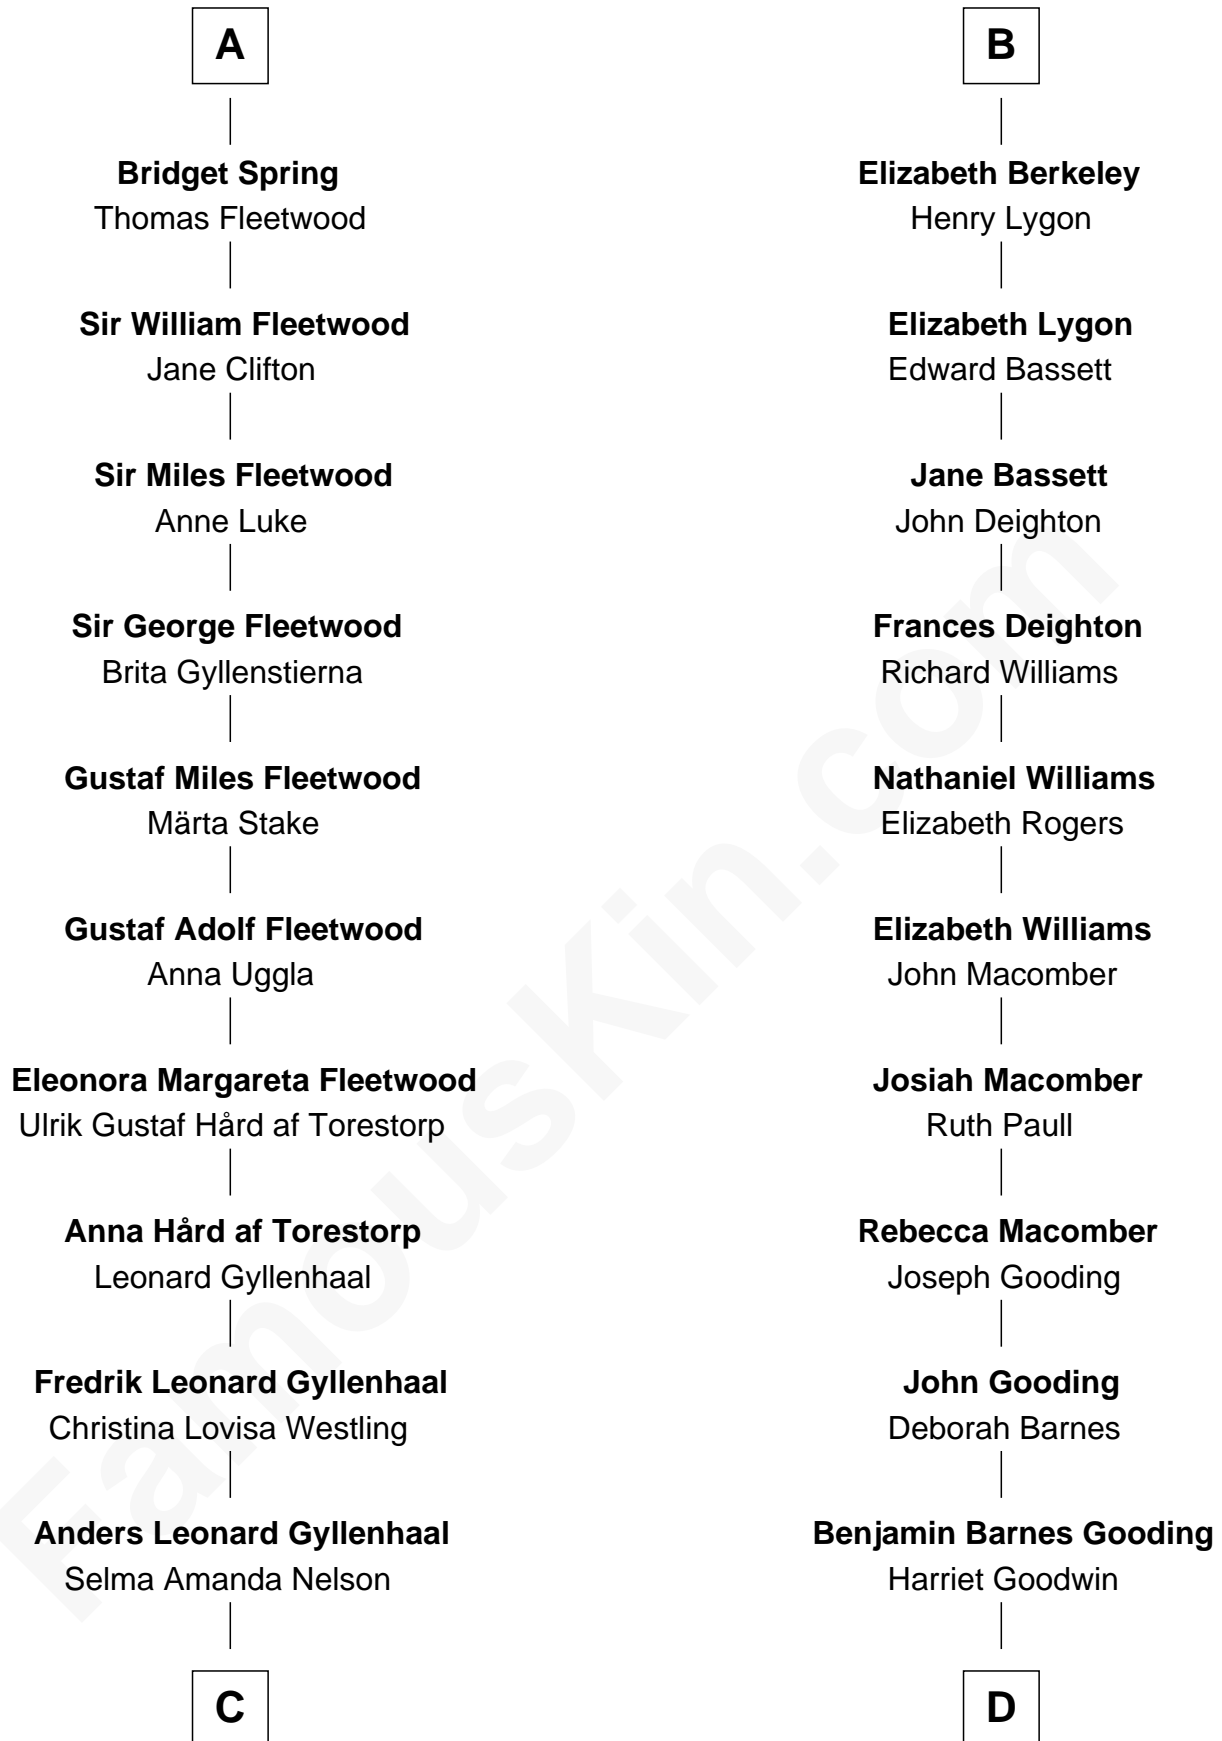 A
Bridget Spring
Thomas Fleetwood
Sir William Fleetwood
Jane Clifton
Sir Miles Fleetwood
Anne Luke
Sir George Fleetwood
Brita Gyllenstierna
Gustaf Miles Fleetwood
Märta Stake
Gustaf Adolf Fleetwood
Anna Uggla
Eleonora Margareta Fleetwood
Ulrik Gustaf Hård af Torestorp
Anna Hård af Torestorp
Leonard Gyllenhaal
Fredrik Leonard Gyllenhaal
Christina Lovisa Westling
Anders Leonard Gyllenhaal
Selma Amanda Nelson
C
B
Elizabeth Berkeley
Henry Lygon
Elizabeth Lygon
Edward Bassett
Jane Bassett
John Deighton
Frances Deighton
Richard Williams
Nathaniel Williams
Elizabeth Rogers
Elizabeth Williams
John Macomber
Josiah Macomber
Ruth Paull
Rebecca Macomber
Joseph Gooding
John Gooding
Deborah Barnes
Benjamin Barnes Gooding
Harriet Goodwin
D
FamousKin.com